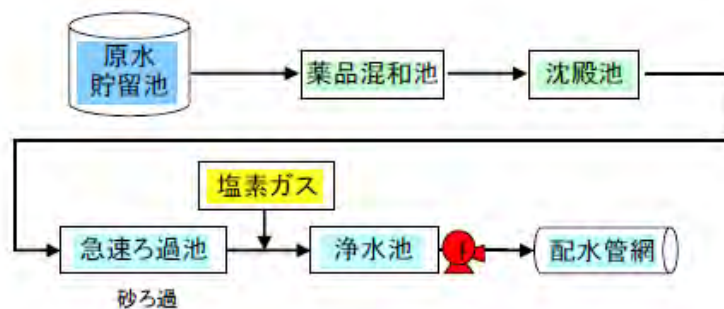 原水
貯留池
薬品混和池
沈殿池
塩素ガス
急速ろ過池
浄水池
配水管網
砂ろ過